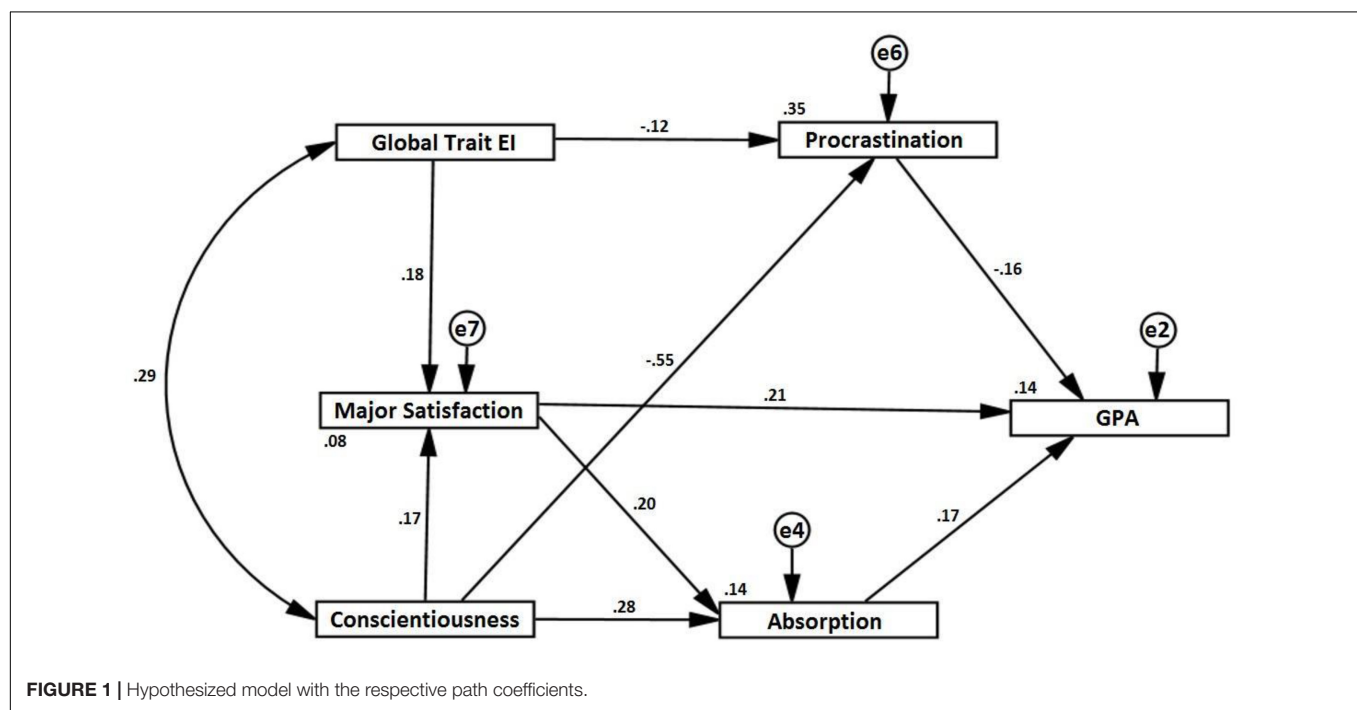 e6
.35
-.12
Global Trait EI
Procrastination
.18
-.16
e7
e2
-.55
.29
.14
Major Satisfaction
.21
GPA
.08
.20
.17
.17
e4
.14
.28
Conscientiousness
Absorption
FIGURE 1 | Hypothesized model with the respective path coefficients.